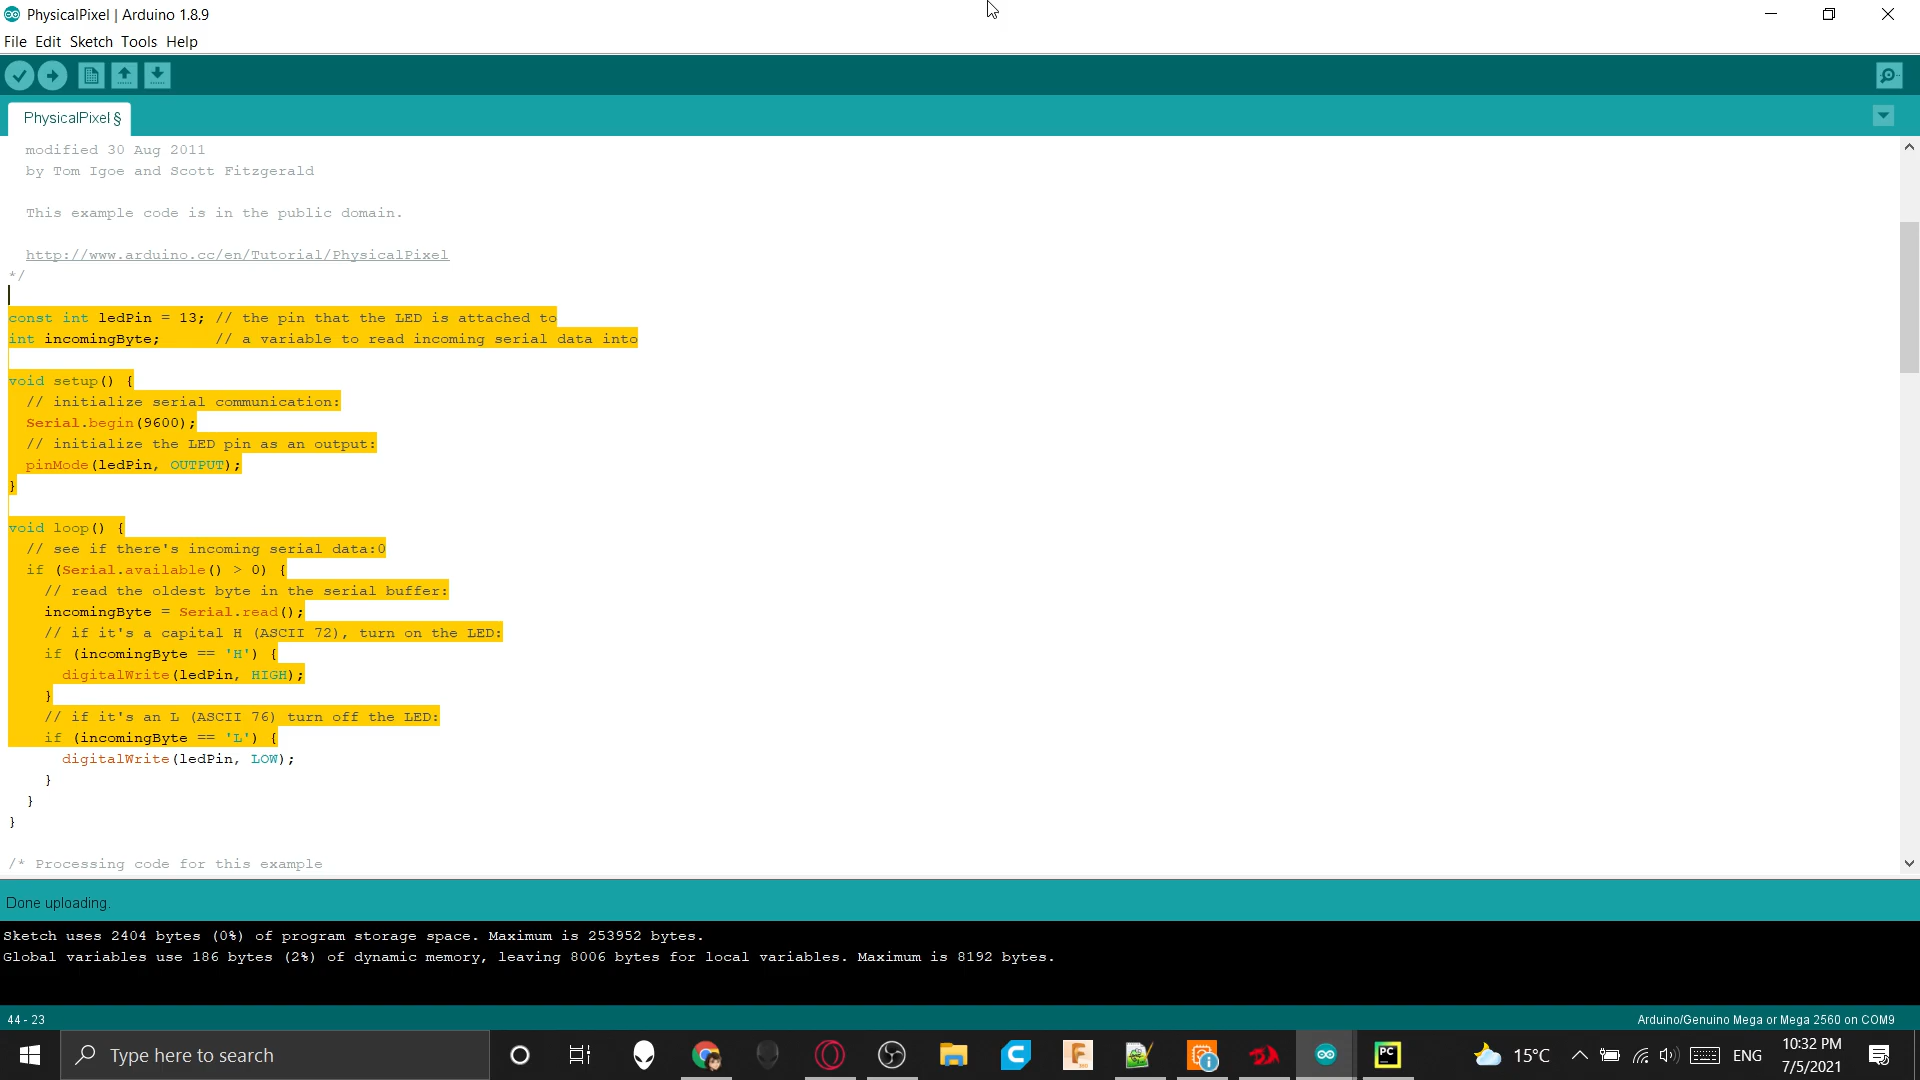 PhysicalPixel | Arduino 1.8.9
File Edit Sketch Tools Help
PhysicalPixel §
modified 30 Aug 2011
by Tom Igoe and Scott Fitzgerald
This example code is in the public domain.
http://www.arduino.cc/en/Tutorial/PhysicalPixel
*/
const int ledPin = 13; // the pin that the LED is attached to
int incomingByte;      // a variable to read incoming serial data into
void setup() {
// initialize serial communication:
Serial.begin(9600);
// initialize the LED pin as an output:
pinMode(ledPin, OUTPUT);
}
void loop() {
// see if there's incoming serial data:0
if (Serial.available() > 0) {
// read the oldest byte in the serial buffer:
incomingByte = Serial.read();
// if it's a capital H (ASCII 72), turn on the LED:
if (incomingByte == 'H') {
digitalWrite(ledPin, HIGH);
}
// if it's an L (ASCII 76) turn off the LED:
if (incomingByte == 'L') {
digitalWrite(ledPin, LOW);
}
}
}
/* Processing code for this example
Done uploading.
Sketch uses 2404 bytes (0%) of program storage space. Maximum is 253952 bytes.
Global variables use 186 bytes (2%) of dynamic memory, leaving 8006 bytes for local variables. Maximum is 8192 bytes.
44 - 23
Arduino/Genuino Mega or Mega 2560 on COM9
Type here to search
PC
15°C
ENG
10:32 PM
7/5/2021